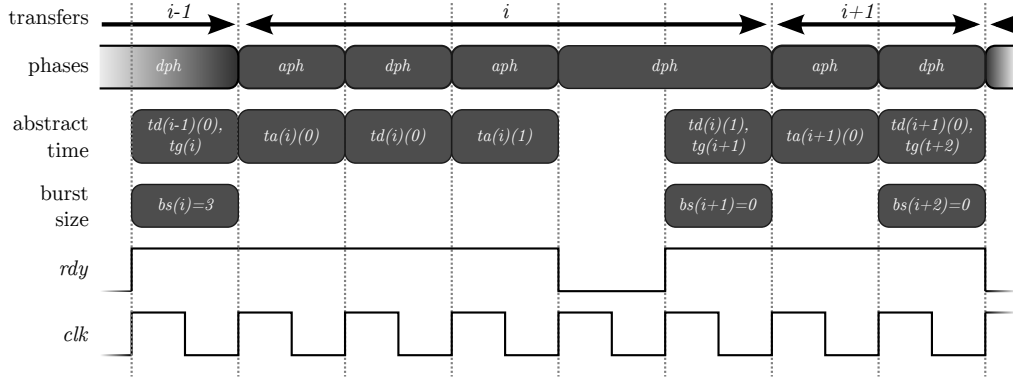 transfers i-1 i i+1
phases dph aph dph aph dph aph dph
abstract time
td(i-1)(0), tg(i)
ta(i)(0)
td(i)(0)
ta(i)(1)
td(i)(1), tg(i+1)
ta(i+1)(0)
td(i+1)(0), tg(t+2)
burst size
bs(i)=3
bs(i+1)=0
bs(i+2)=0
rdy
clk